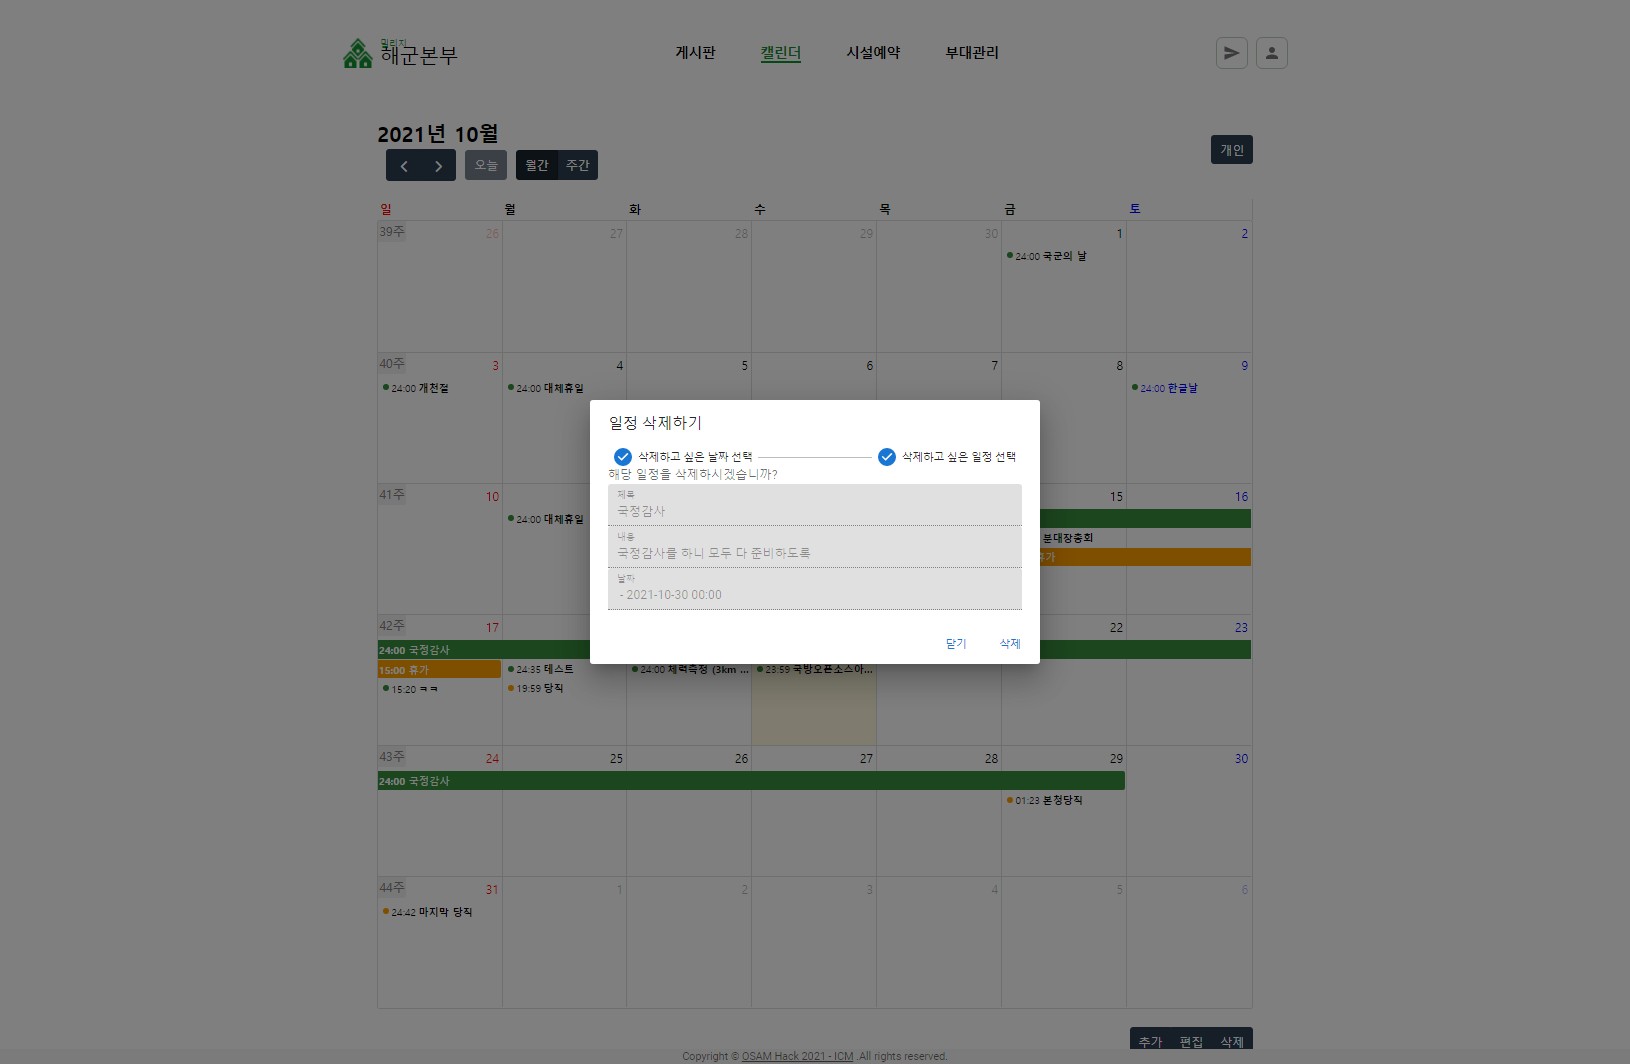 밀리지
해군본부
게시판
캘린더
시설예약
부대관리
2021년 10월
오늘
월간
주간
개인
일 월 화 수 목 금 토
39주 26 27 28 29 30 1 2
24:00 국군의 날
40주 3 4 5 6 7 8 9
24:00 개천절
24:00 대체휴일
24:00 한글날
일정 삭제하기
삭제하고 싶은 날짜 선택
삭제하고 싶은 일정 선택
해당 일정을 삭제하시겠습니까?
제목
국정감사
내용
국정감사를 하니 모두 다 준비하도록
날짜
- 2021-10-30 00:00
닫기
삭제
41주 10 15 16
24:00 대체휴일
분대장총회
휴가
42주 17 22 23
24:00 국정감사
15:00 휴가
24:35 테스트
24:00 체력측정 (3km ...
23:59 국방오픈소스아...
15:20 ㅋㅋ
19:59 당직
43주 24 25 26 27 28 29 30
24:00 국정감사
01:23 본청당직
44주 31 1 2 3 4 5 6
24:42 마지막 당직
추가
편집
삭제
Copyright © OSAM Hack 2021 - ICM .All rights reserved.